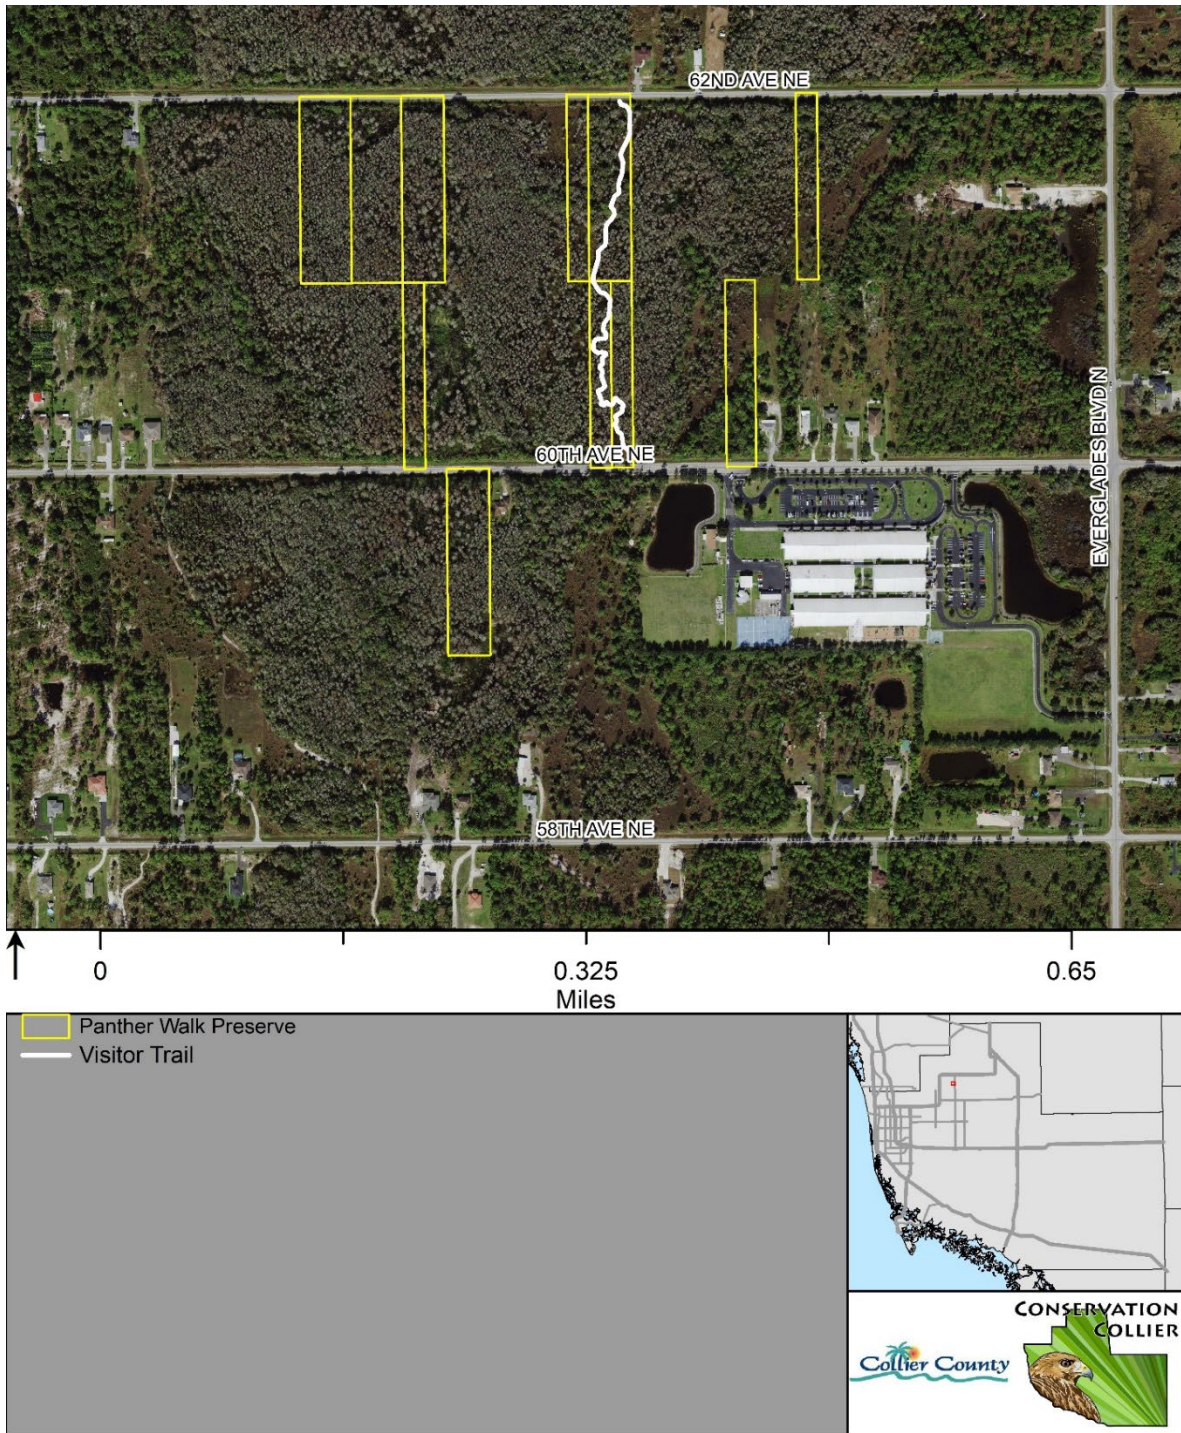 62ND AVE NE
60TH AVE NE
EVERGLADES BLVD N
58TH AVE NE
0
0.325
0.65
Miles
Panther Walk Preserve
Visitor Trail
Collier County
CONSERVATION
COLLIER